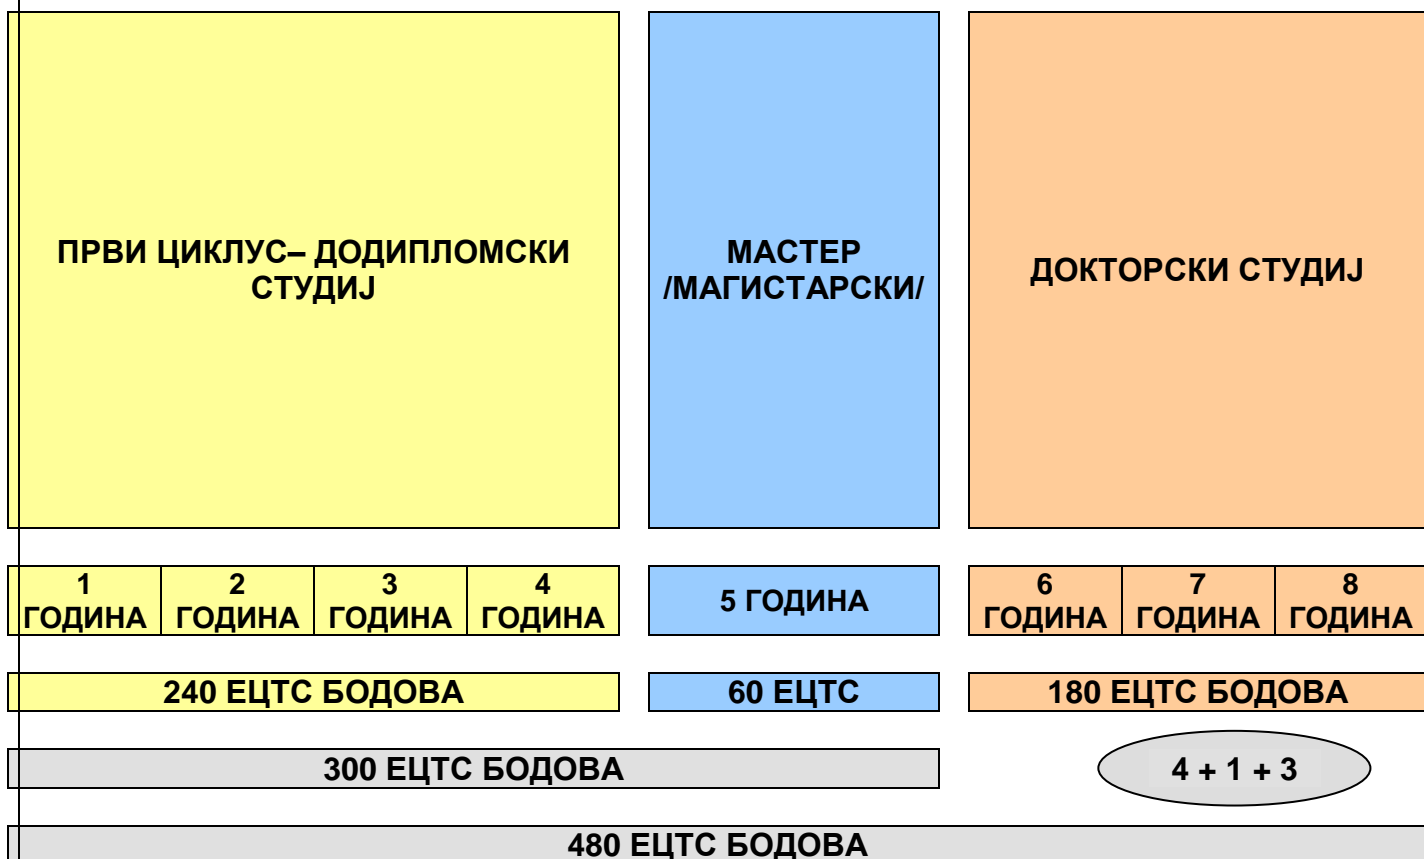 ПРВИ ЦИКЛУС– ДОДИПЛОМСКИ
СТУДИЈ
МАСТЕР
/МАГИСТАРСКИ/
ДОКТОРСКИ СТУДИЈ
1
ГОДИНА
2
ГОДИНА
3
ГОДИНА
4
ГОДИНА
5 ГОДИНА
6
ГОДИНА
7
ГОДИНА
8
ГОДИНА
240 ЕЦТС БОДОВА
60 ЕЦТС
180 ЕЦТС БОДОВА
300 ЕЦТС БОДОВА
4 + 1 + 3
480 ЕЦТС БОДОВА